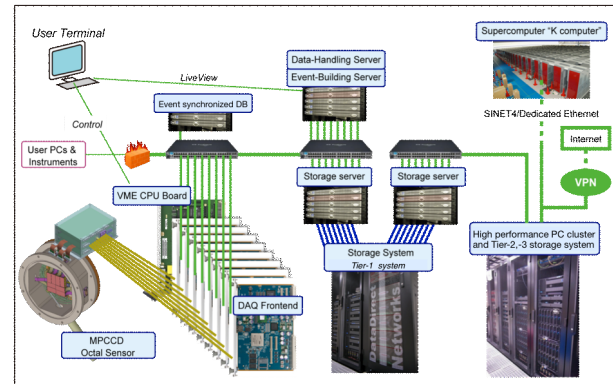 User Terminal
Supercomputer “K computer”
Data-Handling Server
Event-Building Server
LiveView
Event synchronized DB
SINET4/Dedicated Ethernet
Control
Internet
User PCs &
Instruments
Storage server
Storage server
VPN
VME CPU Board
High performance PC cluster
and Tier-2,-3 storage system
Storage System
Tier-1 system
DAQ Frontend
DataDirect
Networks
MPCCD
Octal Sensor